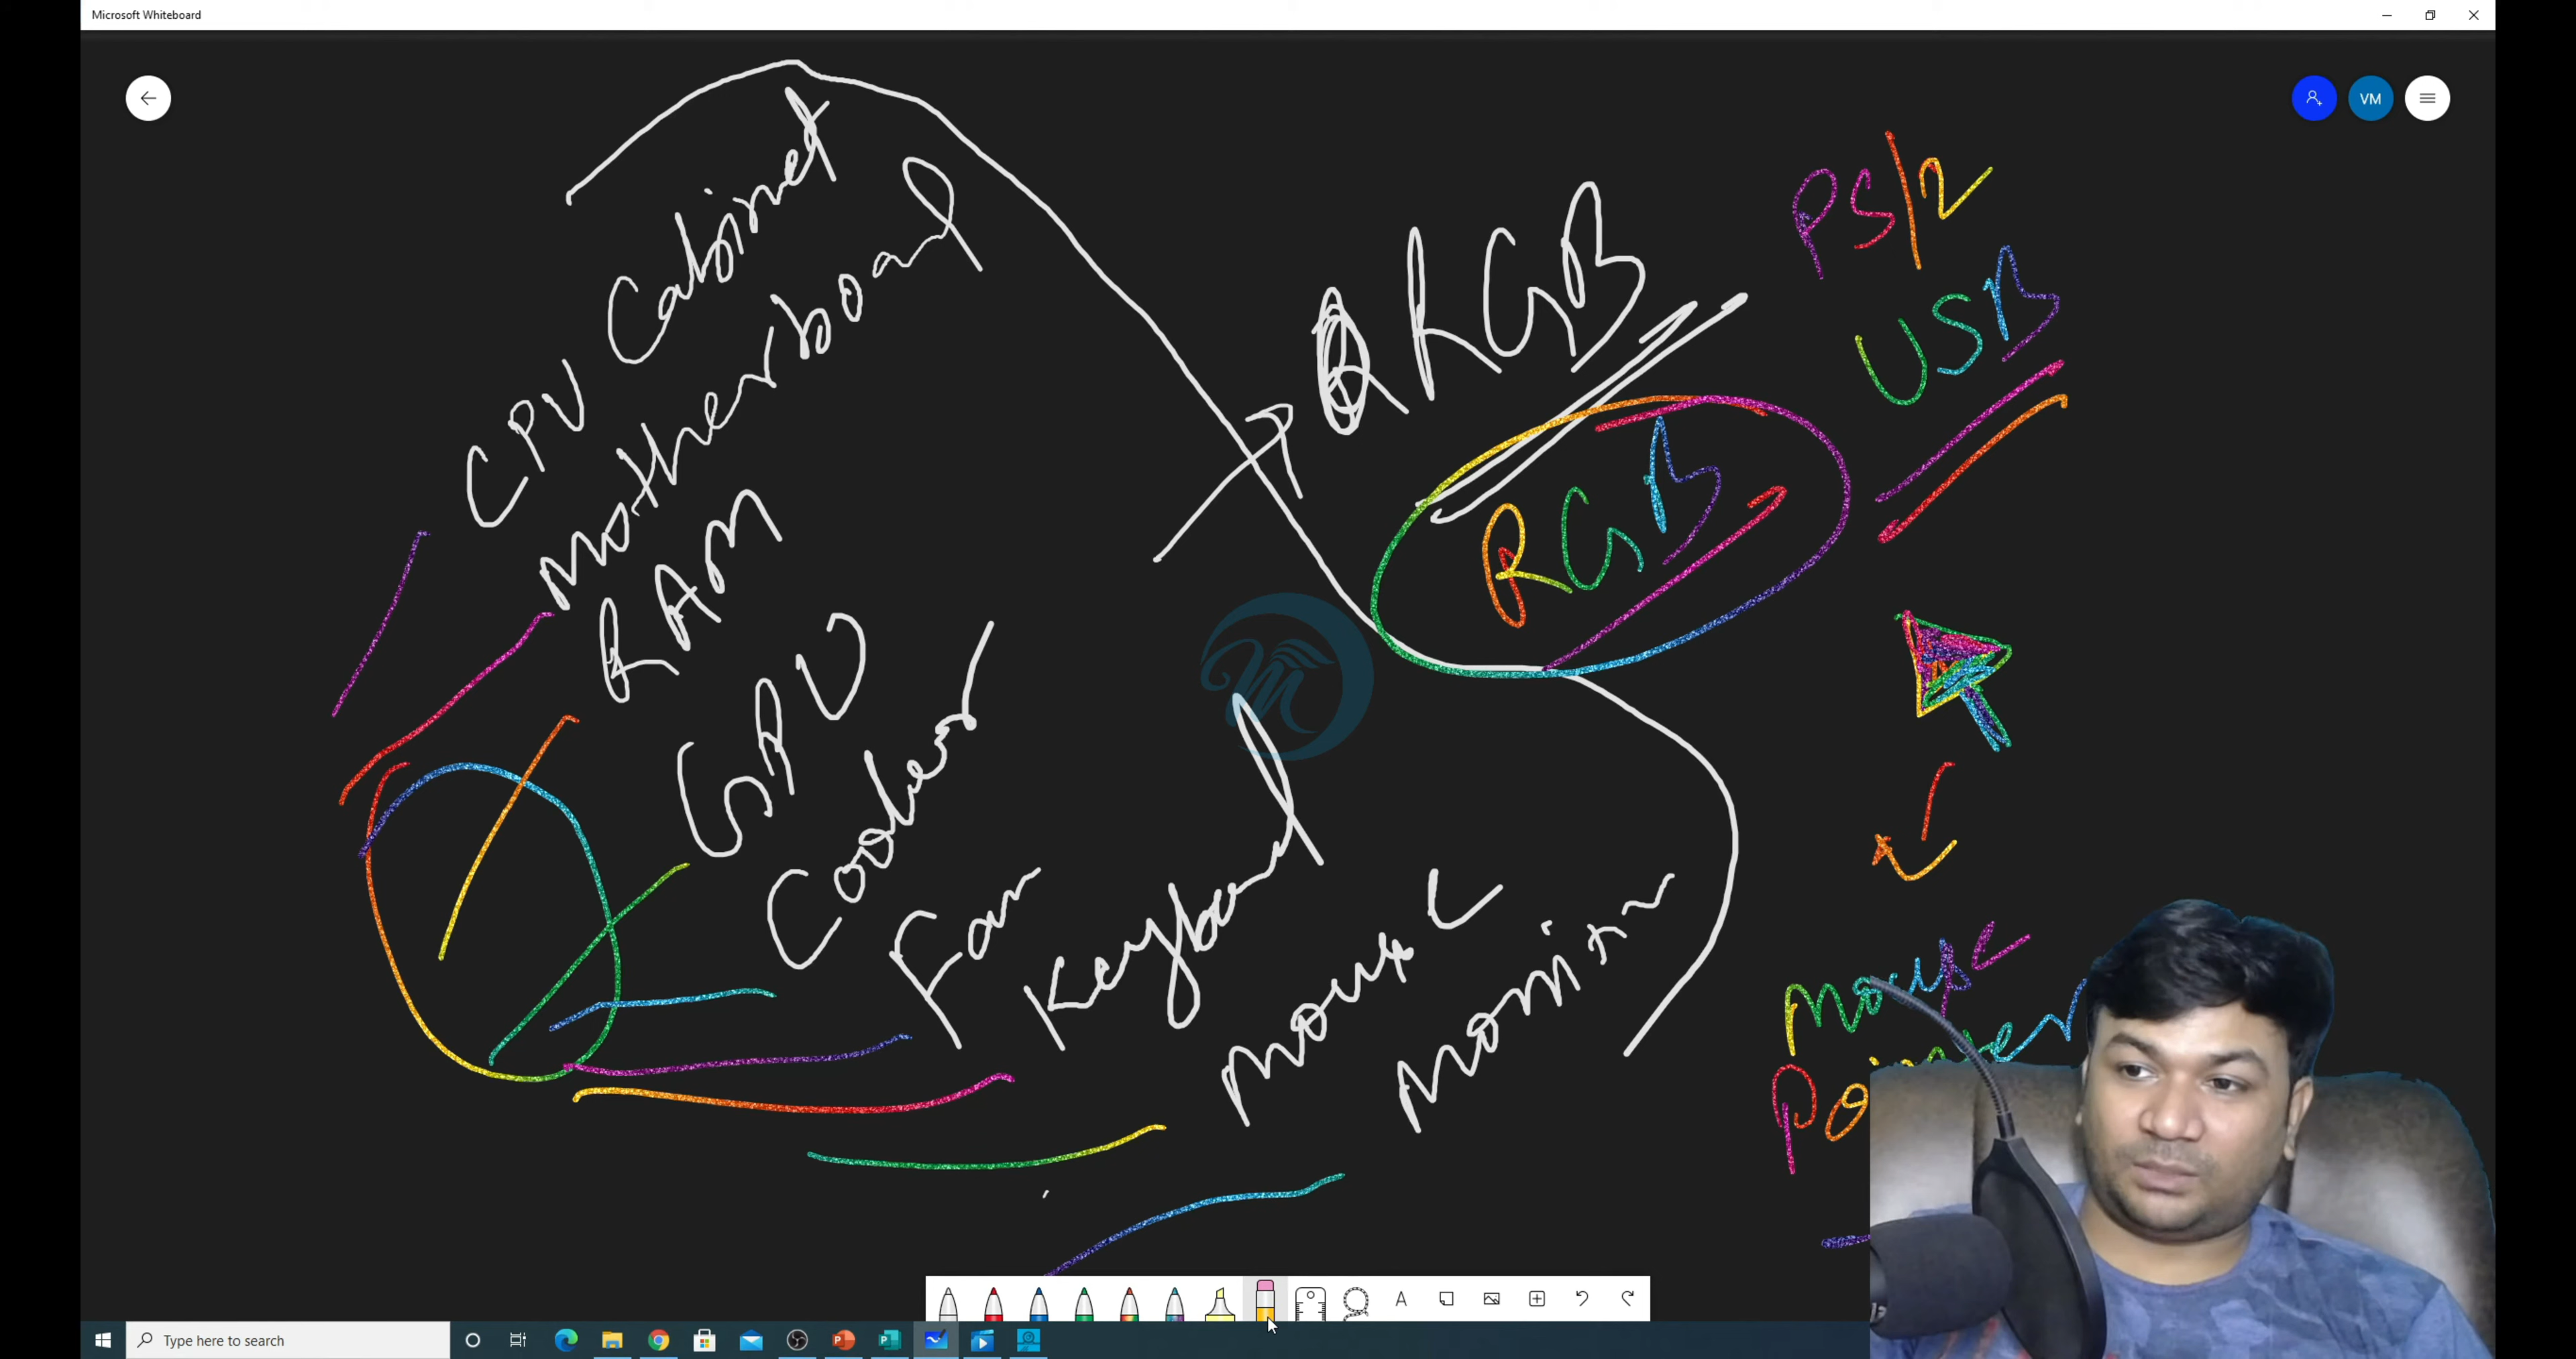 Microsoft Whiteboard
VM
CPU Cabinet
Motherboard
RAM
GPU
Cooler
Fan
Keyboard
Mouse
Monitor
RGB
RGB
PS/2
USB
Mouse
A
Type here to search